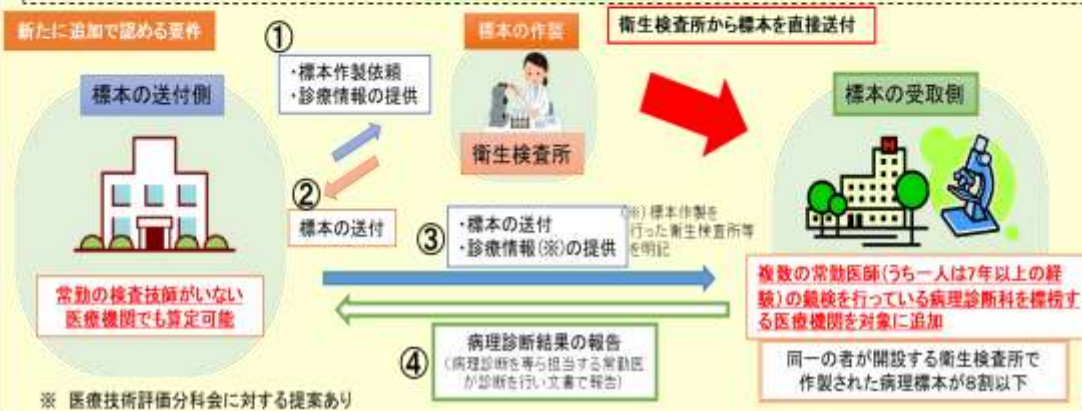 新たに追加で認める要件
標本の送付側
常勤の検査技師がいない
医療機関でも算定可能
①
・標本作製依頼
・診療情報の提供
標本の作製
衛生検査所
②
標本の送付
衛生検査所から標本を直接送付
③
・標本の送付
・診療情報(※)の提供
(※)標本作製を
行った衛生検査所等
を明記
④
病理診断結果の報告
(病理診断を専ら担当する常勤医
が診断を行い文書で報告)
標本の受取側
H
複数の常勤医師(うち一人は7年以上の経
験)の鏡検を行っている病理診断科を標榜す
る医療機関を対象に追加
同一の者が開設する衛生検査所で
作製された病理標本が8割以下
※ 医療技術評価分科会に対する提案あり